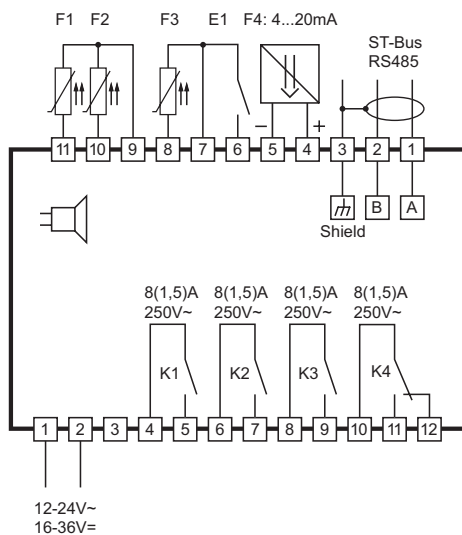 F1 F2 F3 E1 F4: 4...20mA
ST-Bus
RS485
– +
11 10 9 8 7 6 5 4 3 2 1
B A
Shield
8(1,5)A 8(1,5)A 8(1,5)A 8(1,5)A
250V~ 250V~ 250V~ 250V~
K1 K2 K3 K4
1 2 3 4 5 6 7 8 9 10 11 12
12-24V~
16-36V=